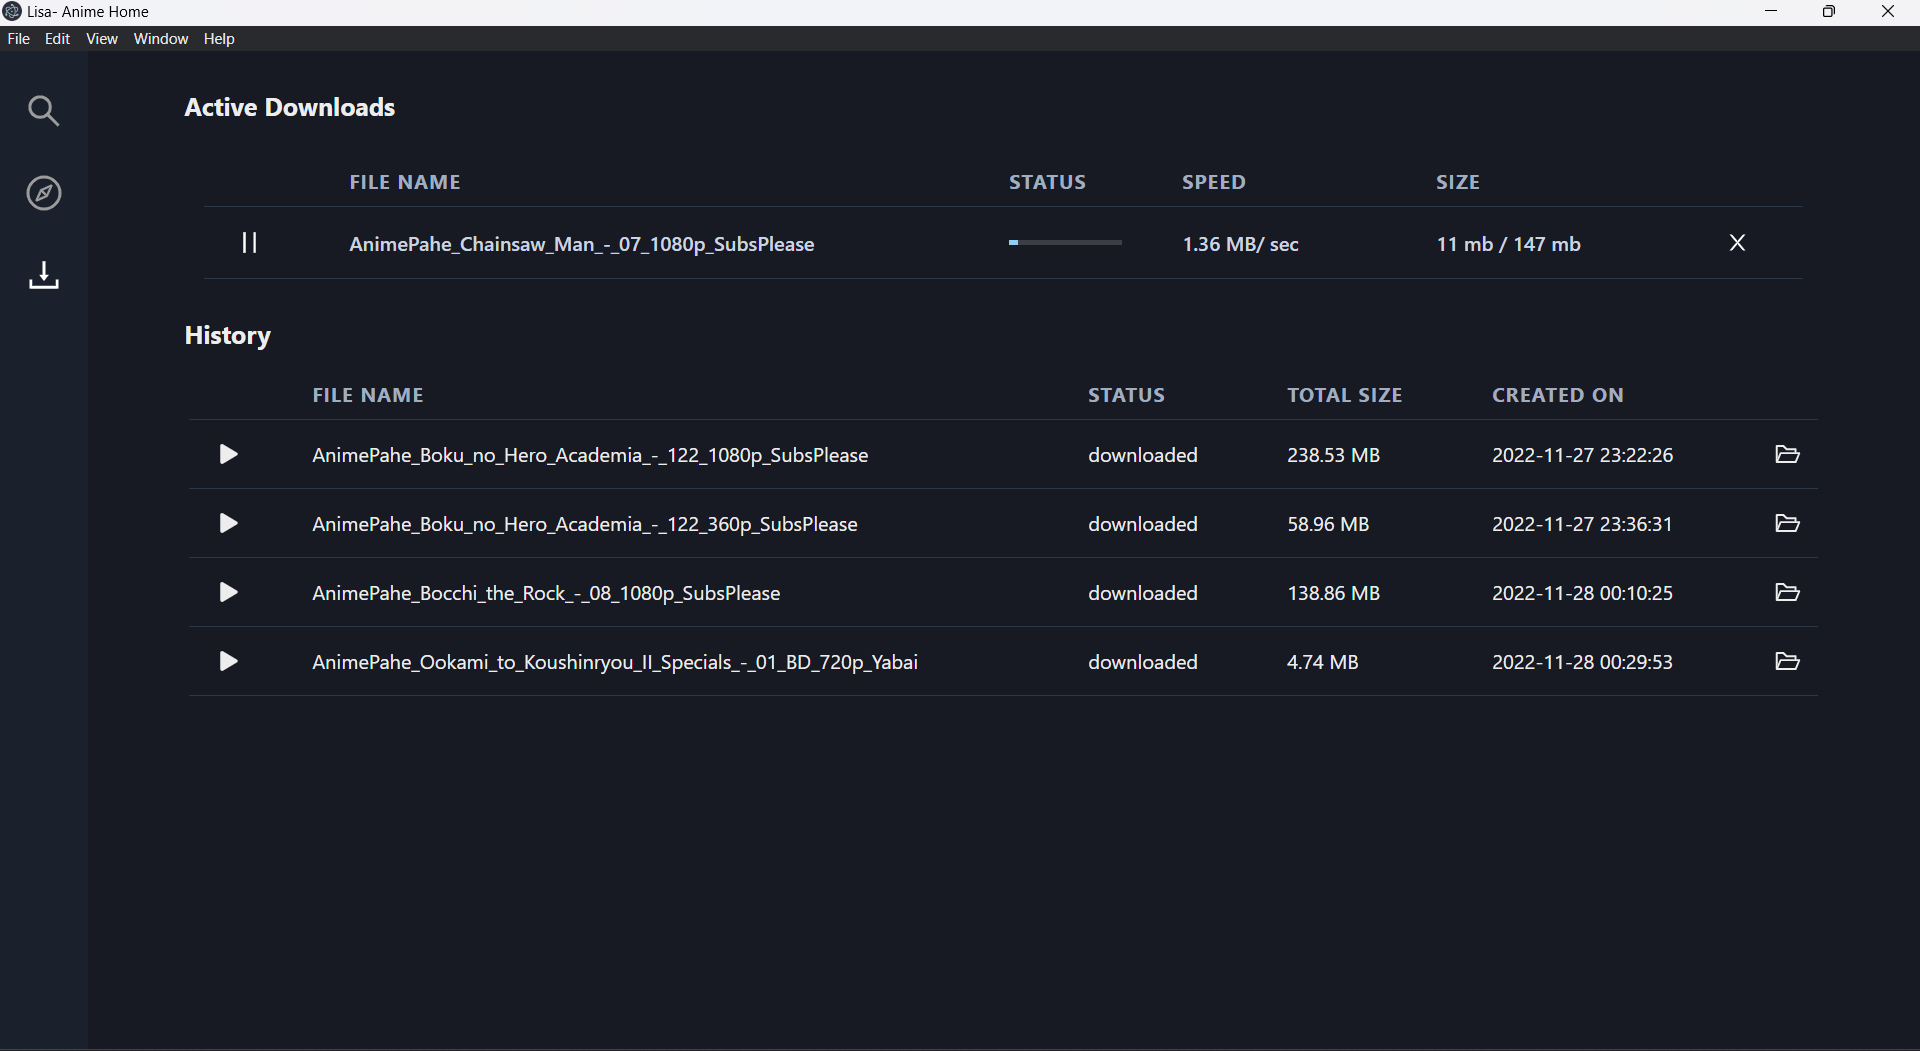 Lisa- Anime Home
File Edit View Window Help
Active Downloads
FILE NAME STATUS SPEED SIZE
AnimePahe_Chainsaw_Man_-_07_1080p_SubsPlease 1.36 MB/ sec 11 mb / 147 mb X
History
FILE NAME STATUS TOTAL SIZE CREATED ON
AnimePahe_Boku_no_Hero_Academia_-_122_1080p_SubsPlease downloaded 238.53 MB 2022-11-27 23:22:26
AnimePahe_Boku_no_Hero_Academia_-_122_360p_SubsPlease downloaded 58.96 MB 2022-11-27 23:36:31
AnimePahe_Bocchi_the_Rock_-_08_1080p_SubsPlease downloaded 138.86 MB 2022-11-28 00:10:25
AnimePahe_Ookami_to_Koushinryou_II_Specials_-_01_BD_720p_Yabai downloaded 4.74 MB 2022-11-28 00:29:53